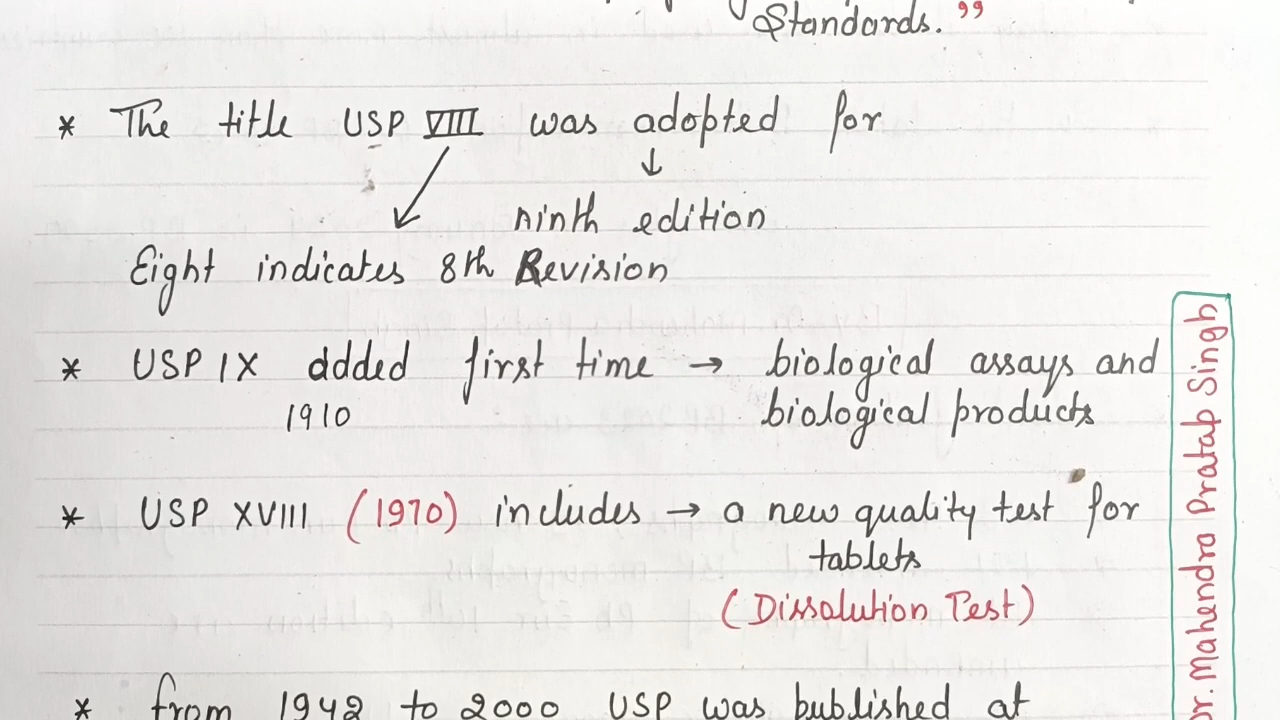 Standards.”
* The title USP VIII was adopted for
↓
ninth edition
Eight indicates 8th Revision
* USP IX added first time → biological assays and
1910 biological products
* USP XVIII (1970) includes → a new quality test for
tablets
(Dissolution Test)
* from 1942 to 2000 USP was published at
Dr. Mahendra Pratap Singh